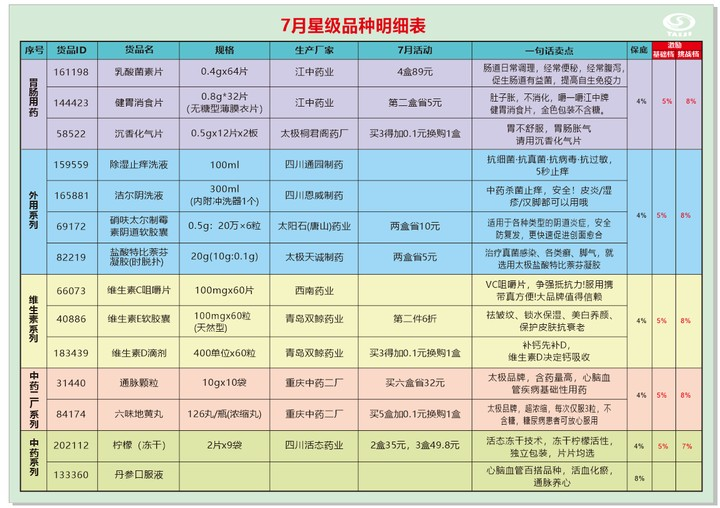 7月星级品种明细表
TAIJI
序号 货品ID 货品名 规格 生产厂家 7月活动 一句话卖点 保底 激励
基础档 挑战档
胃肠用药
161198 乳酸菌素片 0.4gx64片 江中药业 4盒89元 肠道日常调理，经常便秘，经常腹泻，
促生肠道有益菌，提高自生免疫力
144423 健胃消食片 0.8g*32片
(无糖型薄膜衣片) 江中药业 第二盒省5元 肚子胀，不消化，嚼一嚼江中牌
健胃消食片，金色包装不含糖。
4% 5% 8%
58522 沉香化气片 0.5gx12片x2板 太极桐君阁药厂 买3得加0.1元换购1盒 胃不舒服，胃肠胀气
请用沉香化气片
外用系列
159559 除湿止痒洗液 100ml 四川通园制药 抗细菌·抗真菌·抗病毒·抗过敏，
5秒止痒
165881 洁尔阴洗液 300ml
(内附冲洗器1个) 四川恩威制药 中药杀菌止痒，安全！皮炎/湿
疹/汉脚都可以用哦
4% 5% 8%
69172 硝呋太尔制霉
素阴道软胶囊 0.5g：20万×6粒 太阳石(唐山)药业 两盒省10元 适用于各种类型的阴道炎症，安全
防复发，更快速促进创面愈合
82219 盐酸特比萘芬
凝胶(时脱扑) 20g(10g:0.1g) 太极天诚制药 两盒省5元 治疗真菌感染、各类癣、脚气，就
选用太极盐酸特比萘芬凝胶
维生素系列
66073 维生素C咀嚼片 100mgx60片 西南药业 VC咀嚼片，争强抵抗力!服用携
带真方便!大品牌值得信赖
40886 维生素E软胶囊 100mgx60粒
(天然型) 青岛双鲸药业 第二件6折 祛皱纹、锁水保湿、美白养颜、
保护皮肤抗衰老
4% 5% 8%
183439 维生素D滴剂 400单位x60粒 青岛双鲸药业 买3得加0.1元换购1盒 补钙先补D，
维生素D决定钙吸收
中药二厂系列
31440 通脉颗粒 10gx10袋 重庆中药二厂 买六盒省32元 太极品牌，含药量高，心脑血
管疾病基础性用药
4% 5% 8%
84174 六味地黄丸 126丸/瓶(浓缩丸) 重庆中药二厂 买5盒加0.1元换购1盒 太极品牌，超浓缩，每次仅服3粒，不
含糖，糖尿病患者可放心服用
中药系列
202112 柠檬（冻干） 2片x9袋 四川活态药业 2盒35元，3盒49.8元 活态冻干技术，冻干柠檬活性，
独立包装，片片均选 4% 5% 7%
133360 丹参口服液 心脑血管百搭品种，活血化瘀，
通脉养心 8%